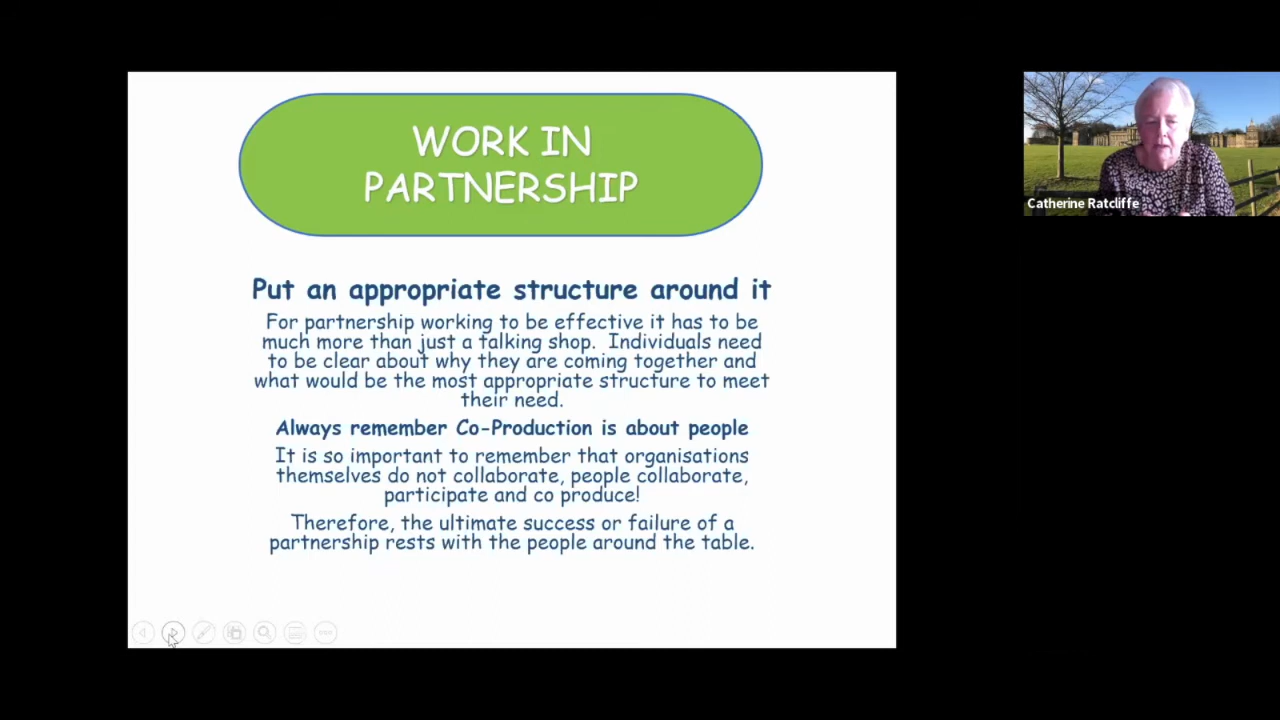 WORK IN
PARTNERSHIP
Put an appropriate structure around it
For partnership working to be effective it has to be
much more than just a talking shop.  Individuals need
to be clear about why they are coming together and
what would be the most appropriate structure to meet
their need.
Always remember Co-Production is about people
It is so important to remember that organisations
themselves do not collaborate, people collaborate,
participate and co produce!
Therefore, the ultimate success or failure of a
partnership rests with the people around the table.
Catherine Ratcliffe